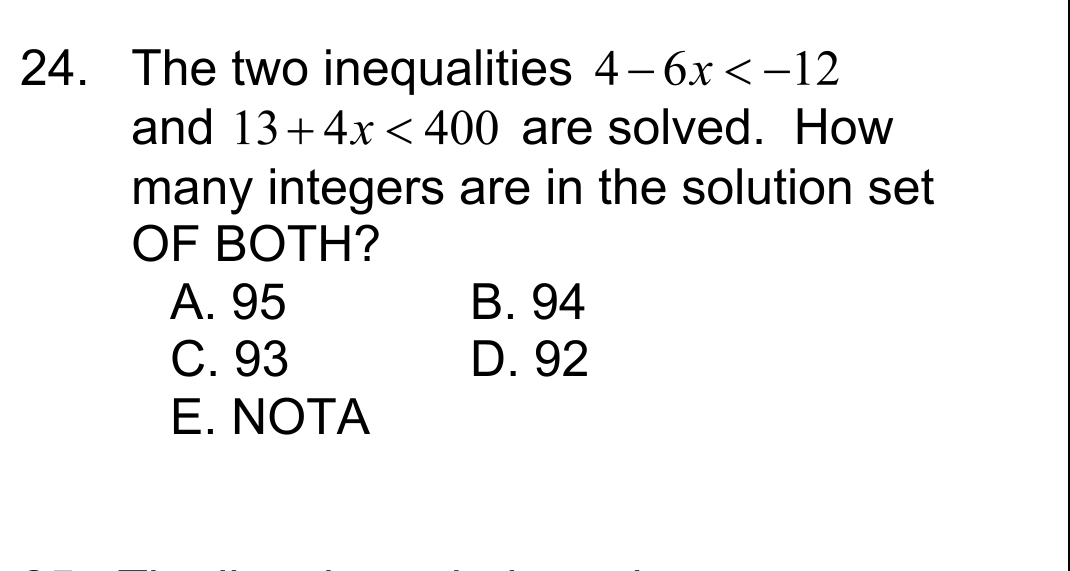 24. The two inequalities 4 − 6x < −12
and 13 + 4x < 400 are solved. How
many integers are in the solution set
OF BOTH?
A. 95 B. 94
C. 93 D. 92
E. NOTA